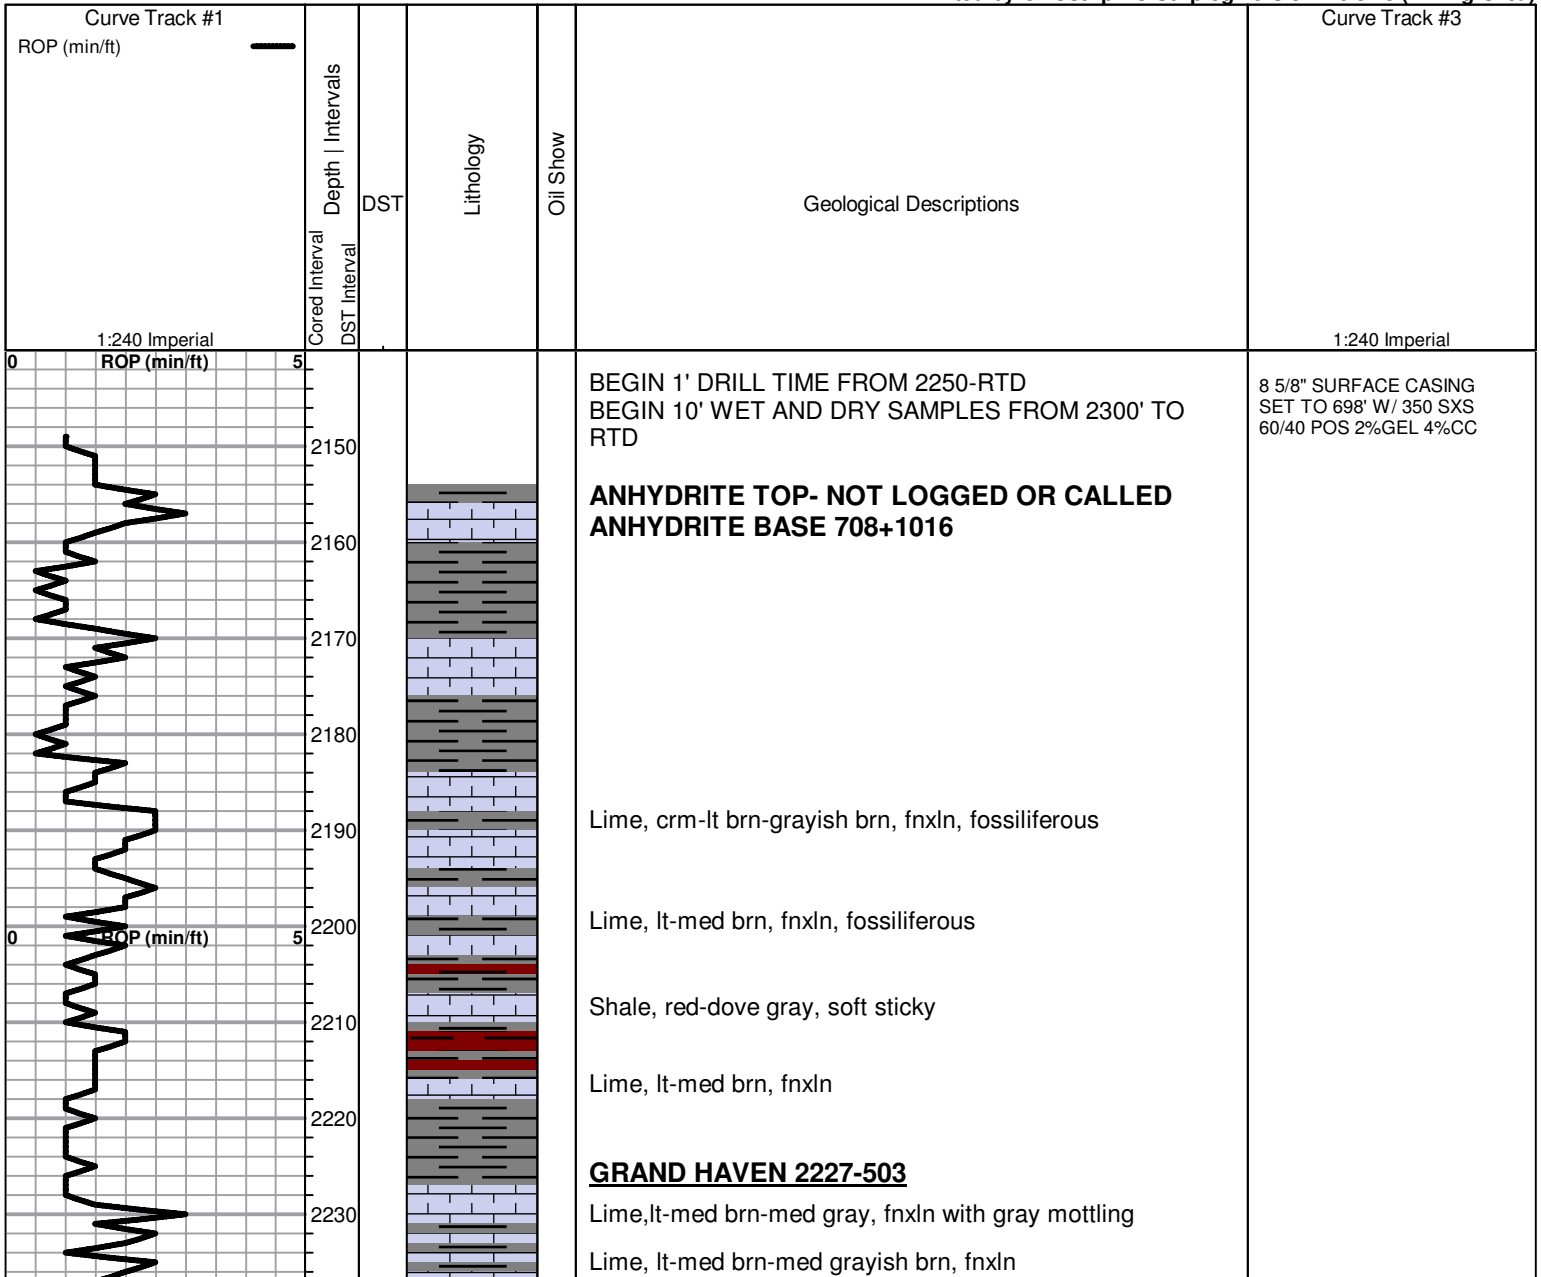 Curve Track #1
ROP (min/ft)
1:240 Imperial
Depth | Intervals
Cored Interval
DST Interval
DST
Lithology
Oil Show
Geological Descriptions
Curve Track #3
1:240 Imperial
0 ROP (min/ft) 5
BEGIN 1' DRILL TIME FROM 2250-RTD
BEGIN 10' WET AND DRY SAMPLES FROM 2300' TO
RTD
8 5/8" SURFACE CASING
SET TO 698' W/ 350 SXS
60/40 POS 2%GEL 4%CC
2150
ANHYDRITE TOP- NOT LOGGED OR CALLED
ANHYDRITE BASE 708+1016
2160
2170
2180
Lime, crm-lt brn-grayish brn, fnxln, fossiliferous
2190
Lime, lt-med brn, fnxln, fossiliferous
2200
0 ROP (min/ft) 5
Shale, red-dove gray, soft sticky
2210
Lime, lt-med brn, fnxln
2220
GRAND HAVEN 2227-503
Lime,lt-med brn-med gray, fnxln with gray mottling
2230
Lime, lt-med brn-med grayish brn, fnxln